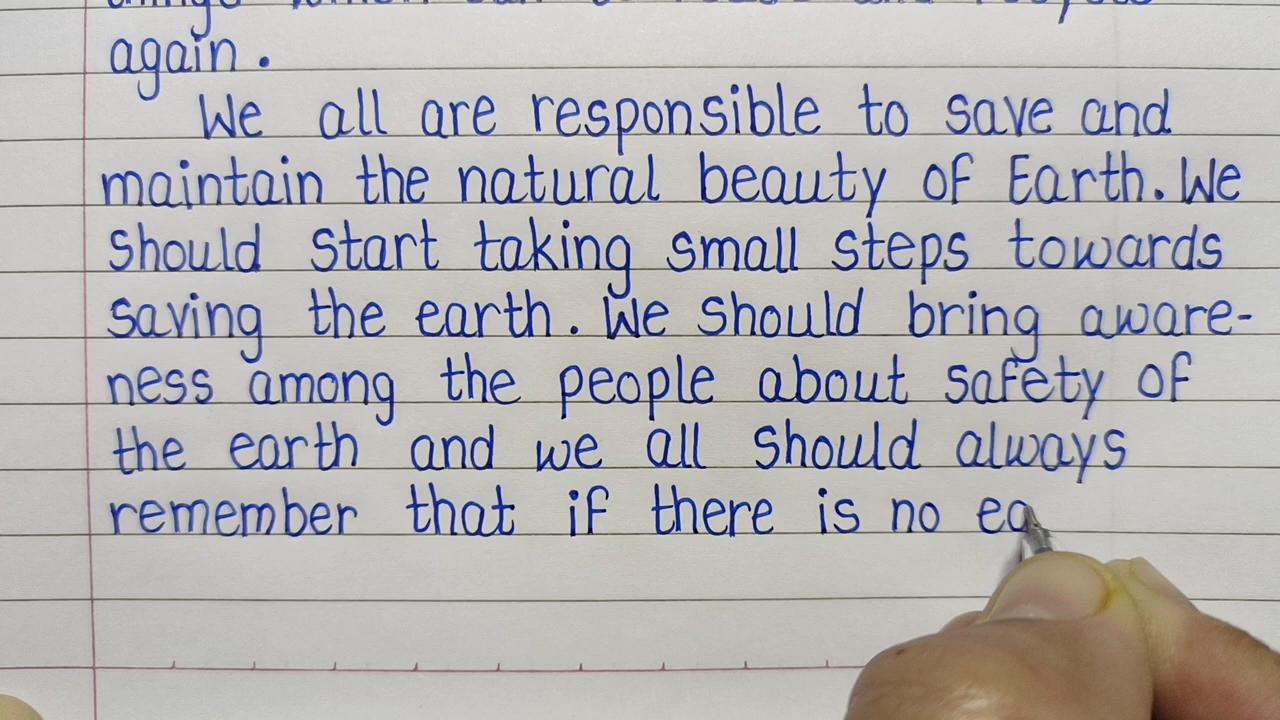 again.
We all are responsible to save and
maintain the natural beauty of Earth. We
should start taking small steps towards
saving the earth. We should bring aware-
ness among the people about safety of
the earth and we all should always
remember that if there is no ea